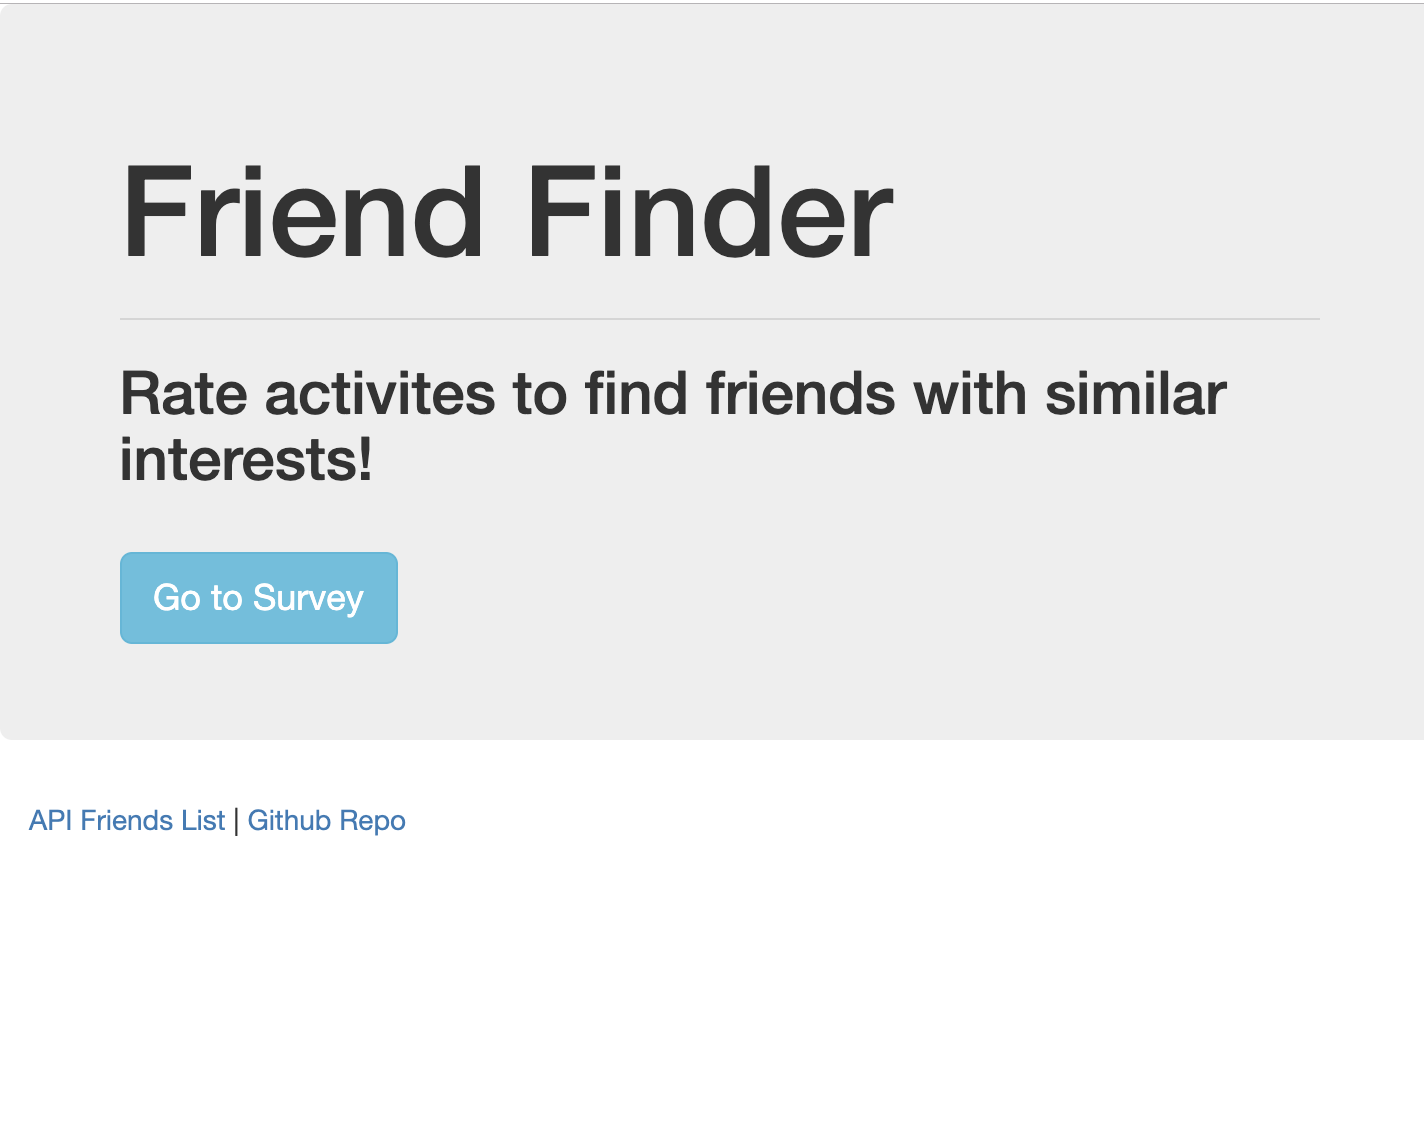 Friend Finder
Rate activites to find friends with similar
interests!
Go to Survey
API Friends List | Github Repo